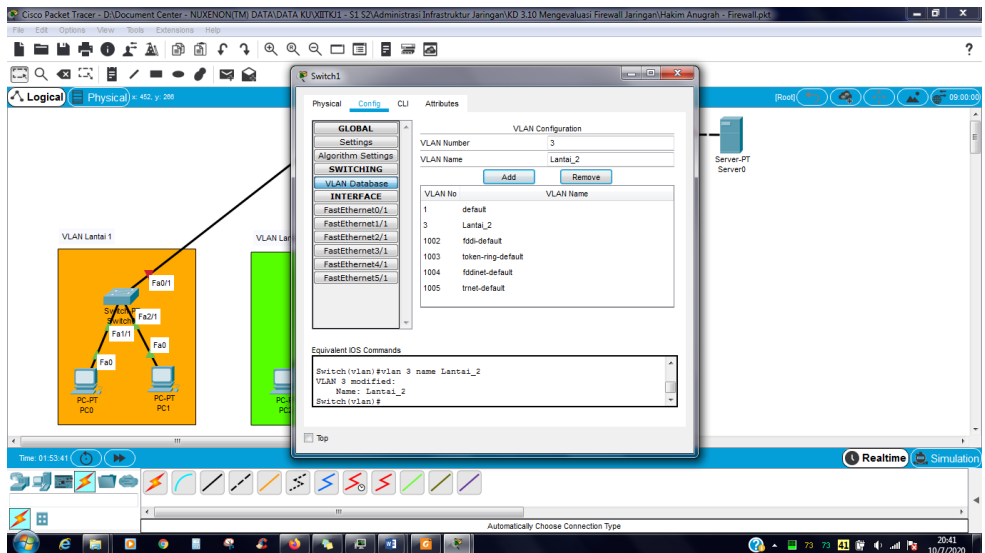 Cisco Packet Tracer - D:\Document Center - NUXENON(TM) DATA\DATA KU\XIITKJ1 - S1 S2\Administrasi Infrastruktur Jaringan\KD 3.10 Mengevaluasi Firewall Jaringan\Hakim Anugrah - Firewall.pkt
File Edit Options View Tools Extensions Help
?
Logical
Physical x: 452, y: 266
[Root]
09:00:00
Switch1
Physical Config CLI Attributes
GLOBAL
Settings
Algorithm Settings
SWITCHING
VLAN Database
INTERFACE
FastEthernet0/1
FastEthernet1/1
FastEthernet2/1
FastEthernet3/1
FastEthernet4/1
FastEthernet5/1
VLAN Configuration
VLAN Number 3
VLAN Name Lantai_2
Add Remove
VLAN No VLAN Name
1 default
3 Lantai_2
1002 fddi-default
1003 token-ring-default
1004 fddinet-default
1005 trnet-default
Equivalent IOS Commands
Switch(vlan)#vlan 3 name Lantai_2
VLAN 3 modified:
Name: Lantai_2
Switch(vlan)#
Top
Server-PT
Server0
VLAN Lantai 1
Fa0/1
Fa2/1
Fa1/1
Fa0
Fa0
PC-PT
PC0
PC-PT
PC1
Time: 01:53:41
Realtime
Simulation
Automatically Choose Connection Type
73 73 41
20:41
10/7/2020